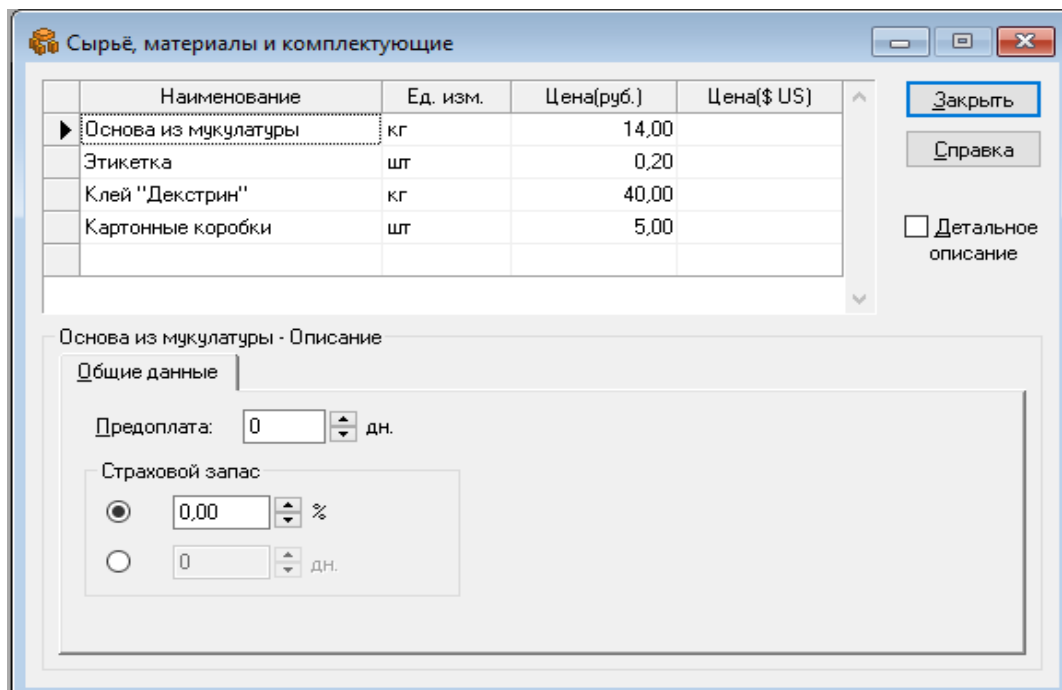 Сырьё, материалы и комплектующие
Наименование Ед. изм. Цена(руб.) Цена($ US)
Основа из мукулатуры кг 14,00
Этикетка шт 0,20
Клей "Декстрин" кг 40,00
Картонные коробки шт 5,00
Закрыть
Справка
Детальное
описание
Основа из мукулатуры - Описание
Общие данные
Предоплата: 0 дн.
Страховой запас
0,00 %
0 дн.